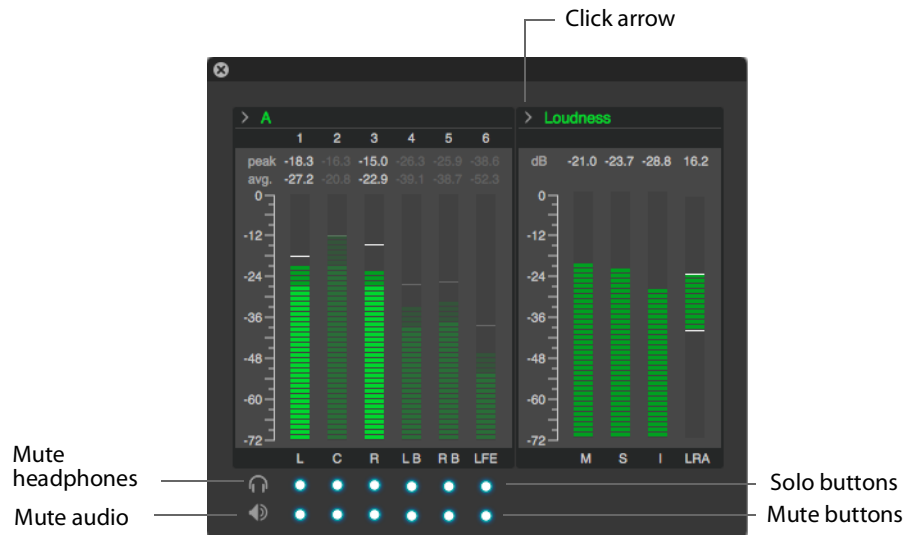 Click arrow
A
Loudness
1 2 3 4 5 6
peak -18.3 -16.3 -15.0 -26.3 -25.9 -38.6
avg. -27.2 -20.8 -22.9 -39.1 -38.7 -52.3
dB -21.0 -23.7 -28.8 16.2
0
-12
-24
-36
-48
-60
-72
0
-12
-24
-36
-48
-60
-72
L C R L B R B LFE
M S I LRA
Mute
headphones
Mute audio
Solo buttons
Mute buttons